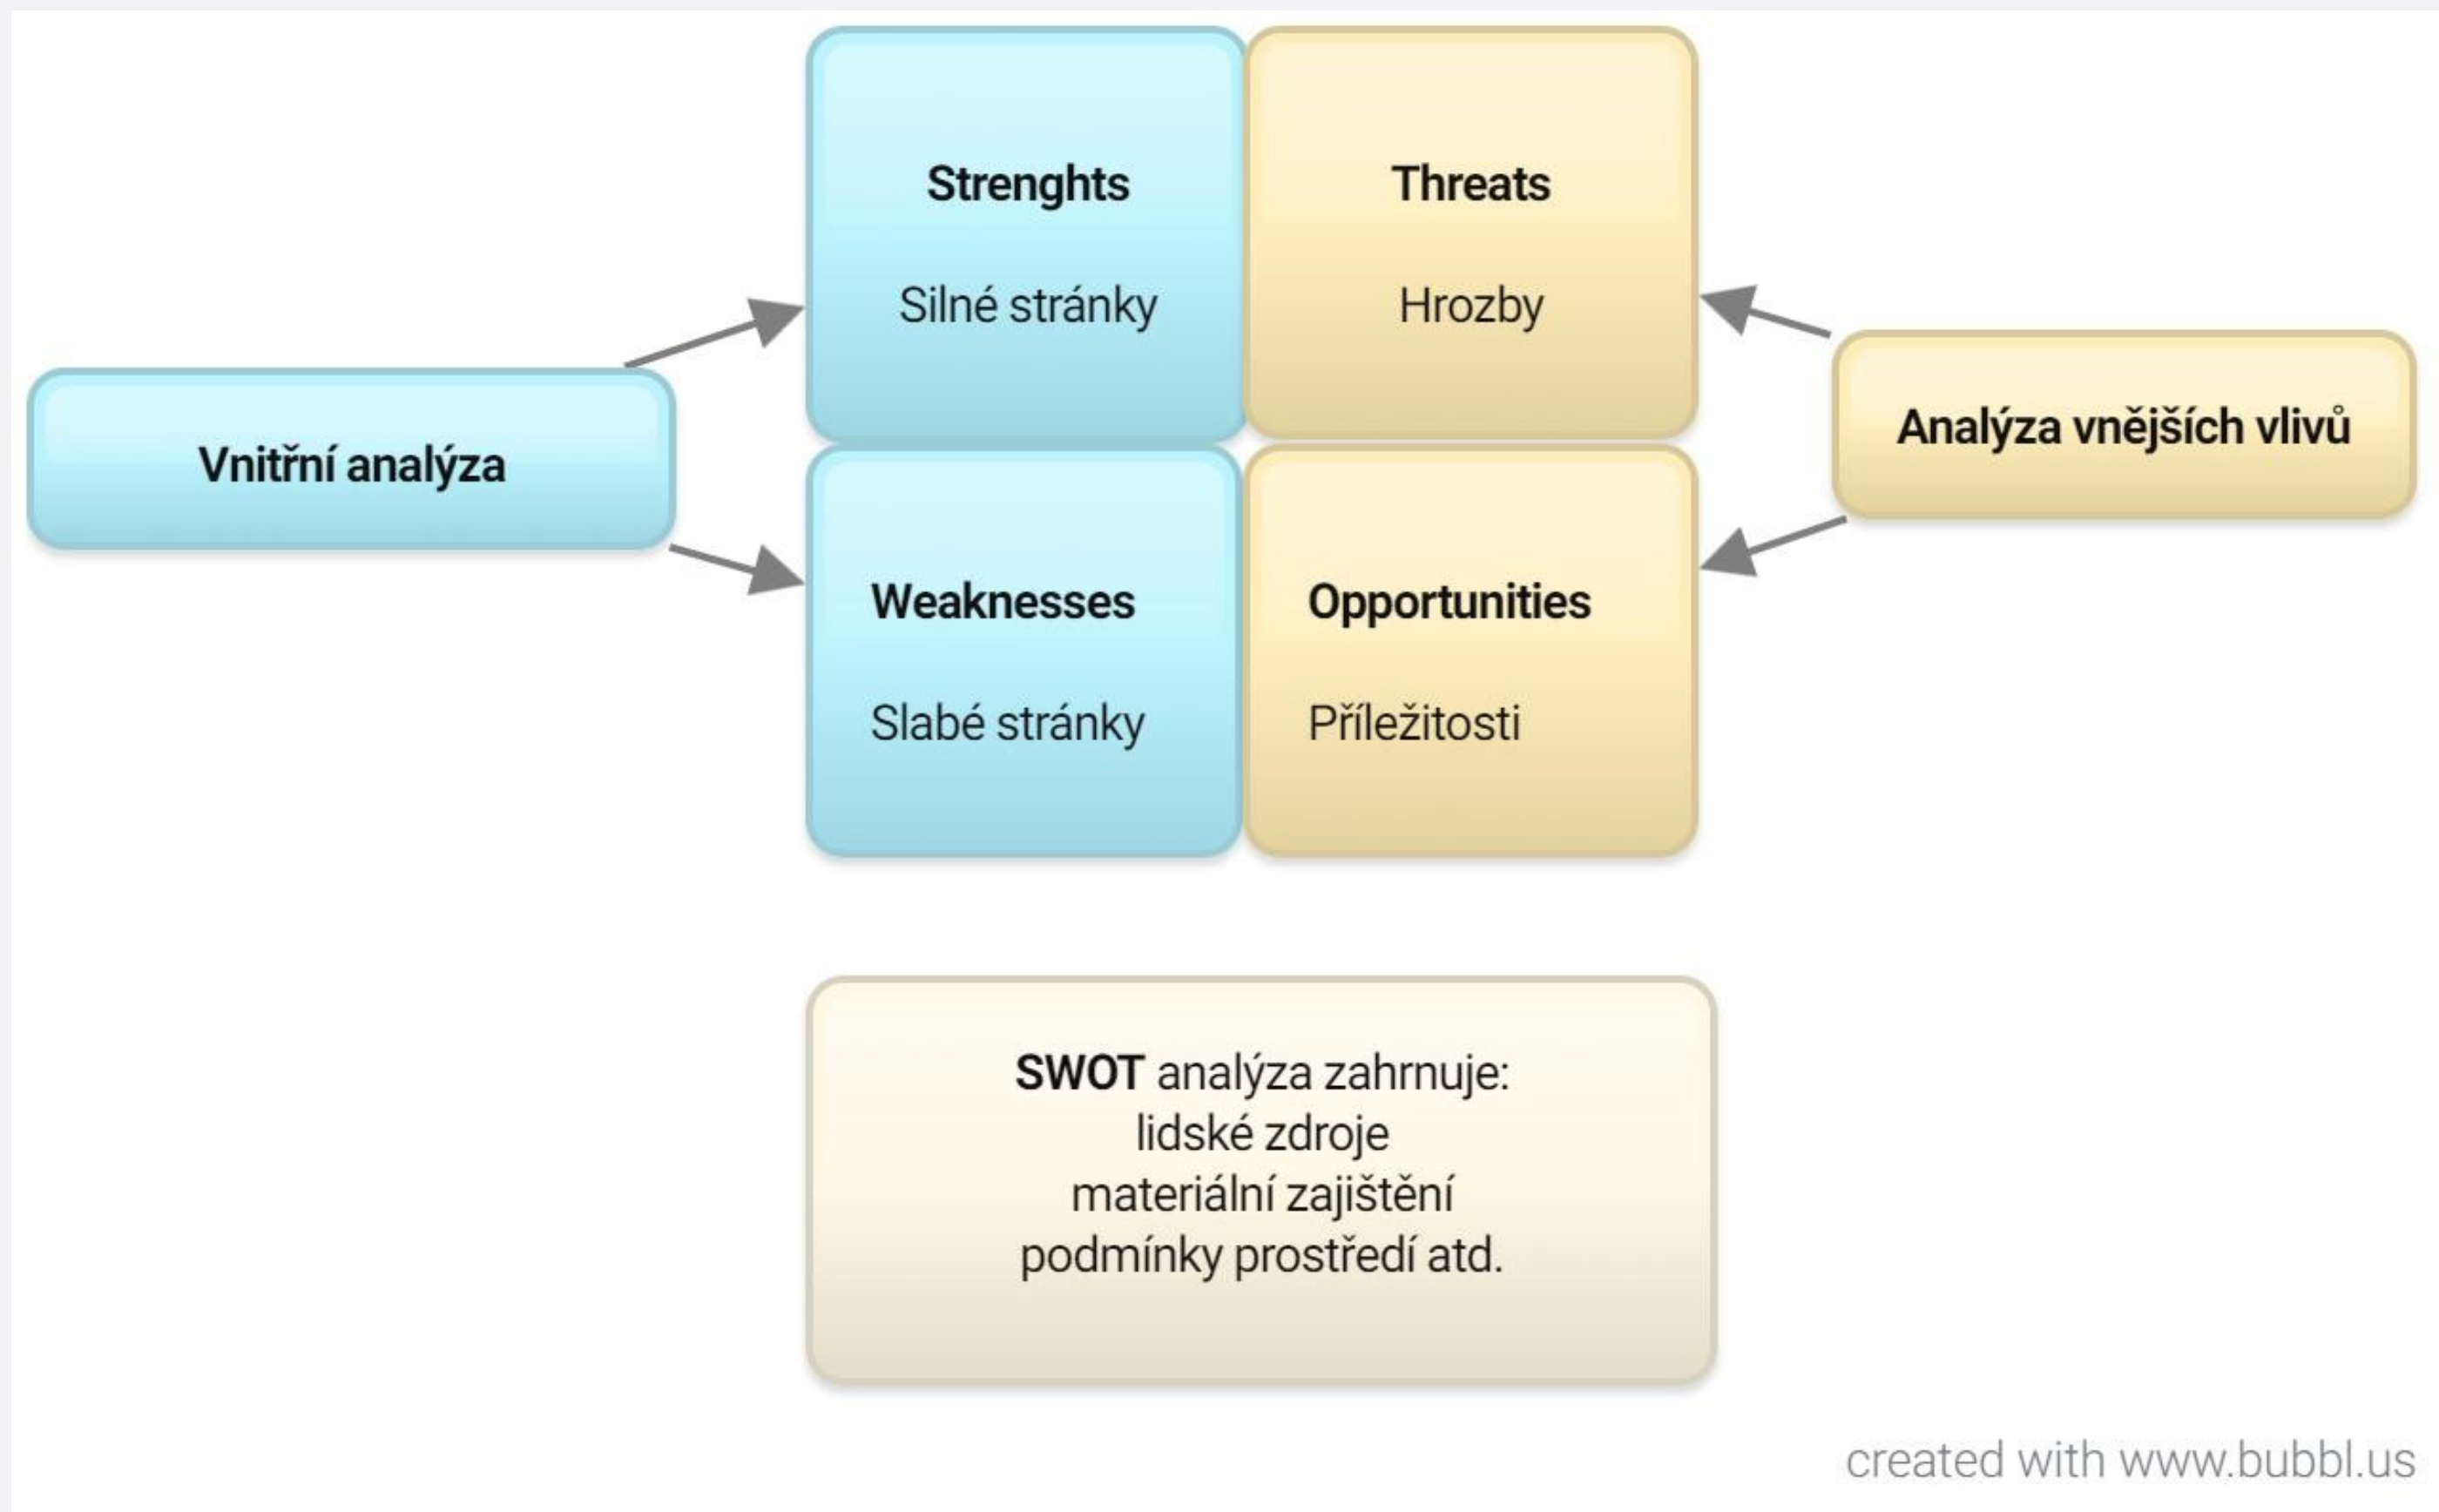 Strenghts
Silné stránky
Threats
Hrozby
Vnitřní analýza
Analýza vnějších vlivů
Weaknesses
Slabé stránky
Opportunities
Příležitosti
SWOT analýza zahrnuje:
lidské zdroje
materiální zajištění
podmínky prostředí atd.
created with www.bubbl.us